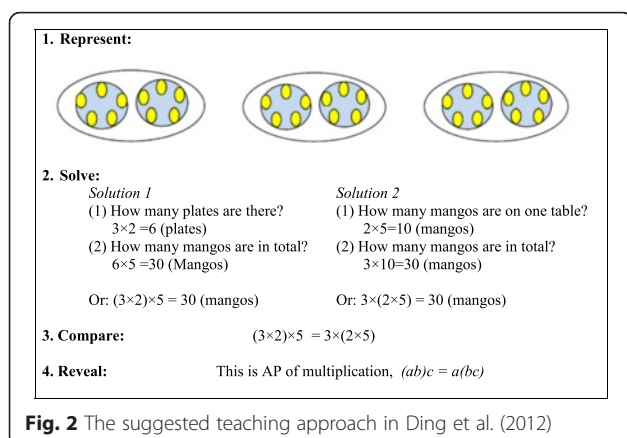 1. Represent:
2. Solve:
Solution 1
(1) How many plates are there?
3×2 =6 (plates)
(2) How many mangos are in total?
6×5 =30 (Mangos)
Or: (3×2)×5 = 30 (mangos)
Solution 2
(1) How many mangos are on one table?
2×5=10 (mangos)
(2) How many mangos are in total?
3×10=30 (mangos)
Or: 3×(2×5) = 30 (mangos)
3. Compare: (3×2)×5 = 3×(2×5)
4. Reveal: This is AP of multiplication, (ab)c = a(bc)
Fig. 2 The suggested teaching approach in Ding et al. (2012)